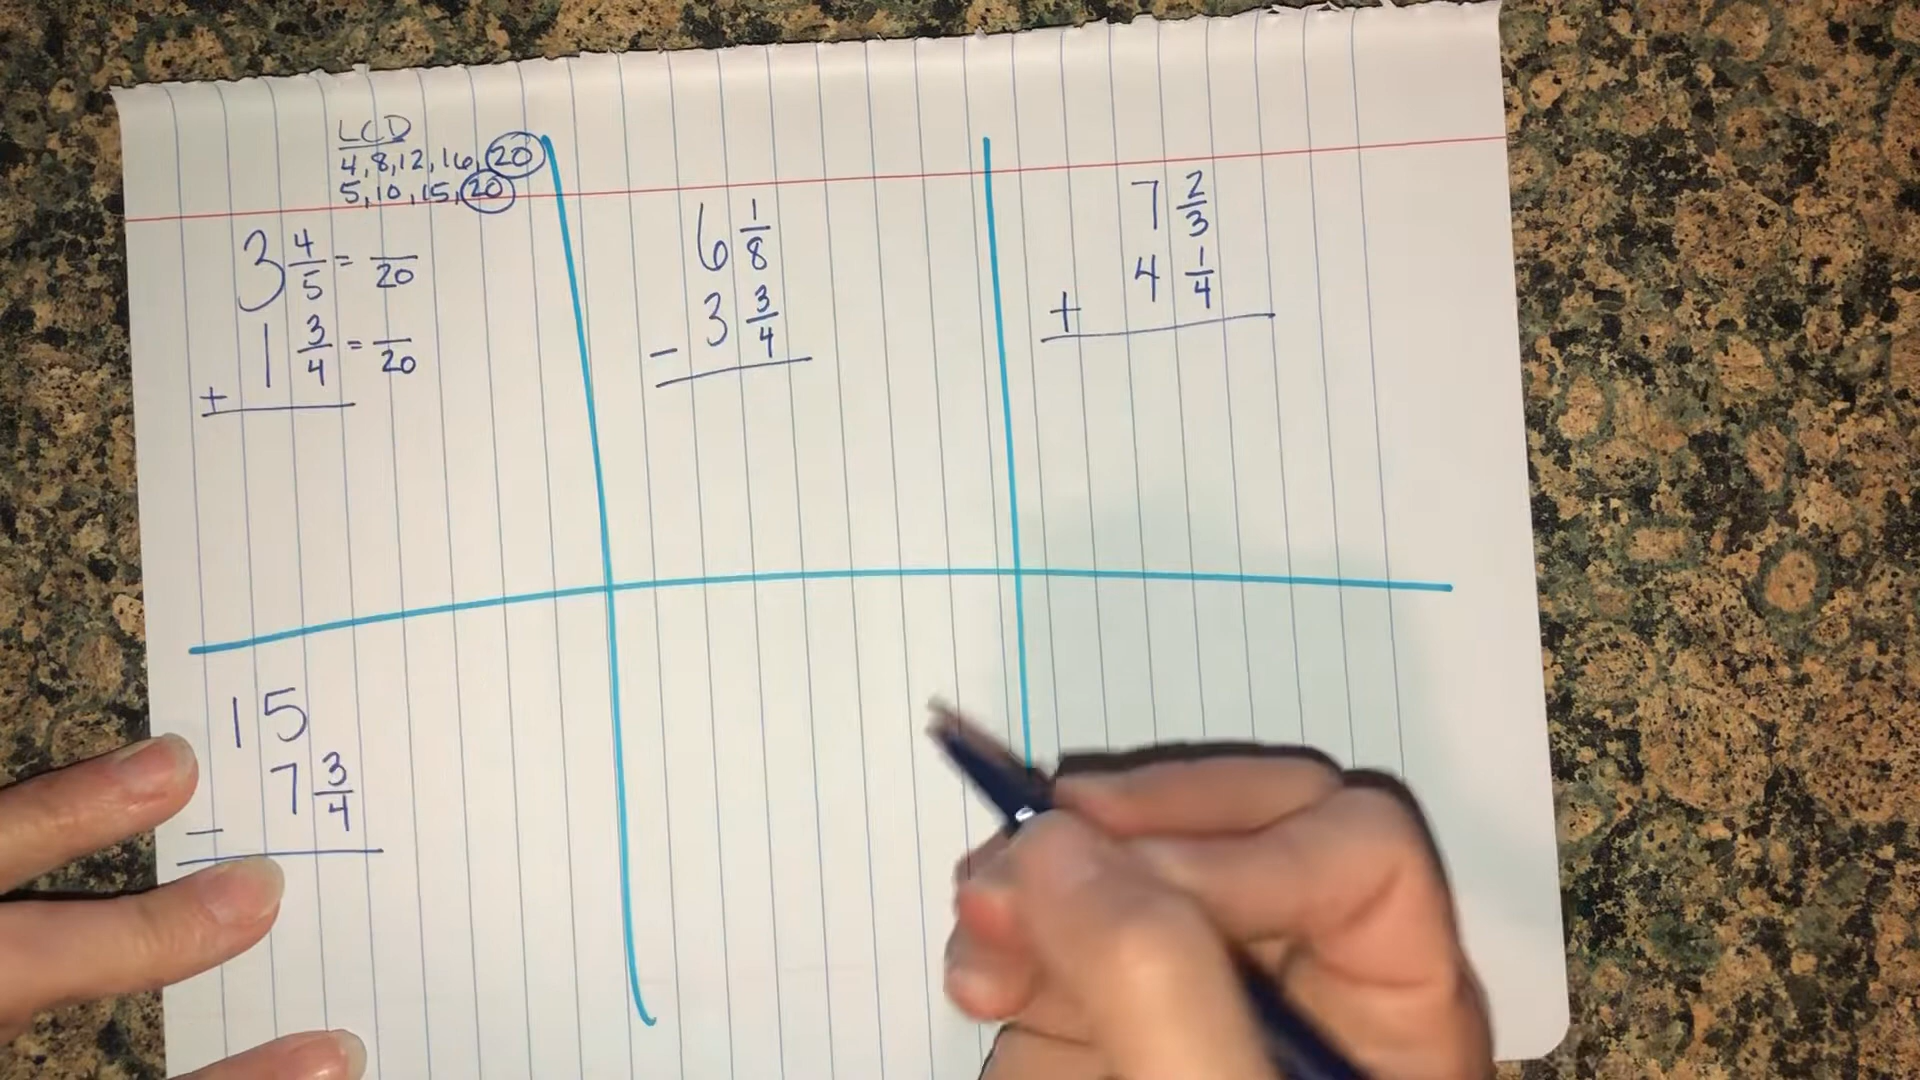 LCD
4, 8, 12, 16, 20
5, 10, 15, 20
3 4/5 = /20
+ 1 3/4 = /20
6 1/8
- 3 3/4
7 2/3
+ 4 1/4
15
- 7 3/4